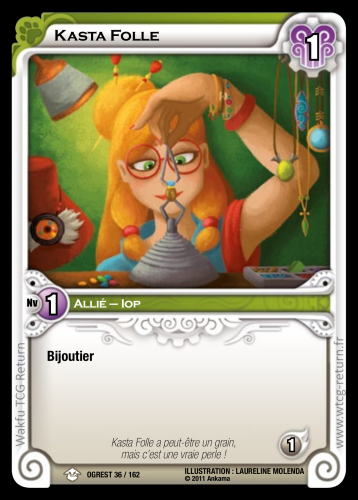 KASTA FOLLE
1
Nv 1 ALLIÉ – IOP
Bijoutier
Wakfu TCG Return
www.wtcg-return.fr
Kasta Folle a peut-être un grain,
mais c'est une vraie perle !
1
OGREST 36 / 162
ILLUSTRATION : LAURELINE MOLENDA
© 2011 Ankama